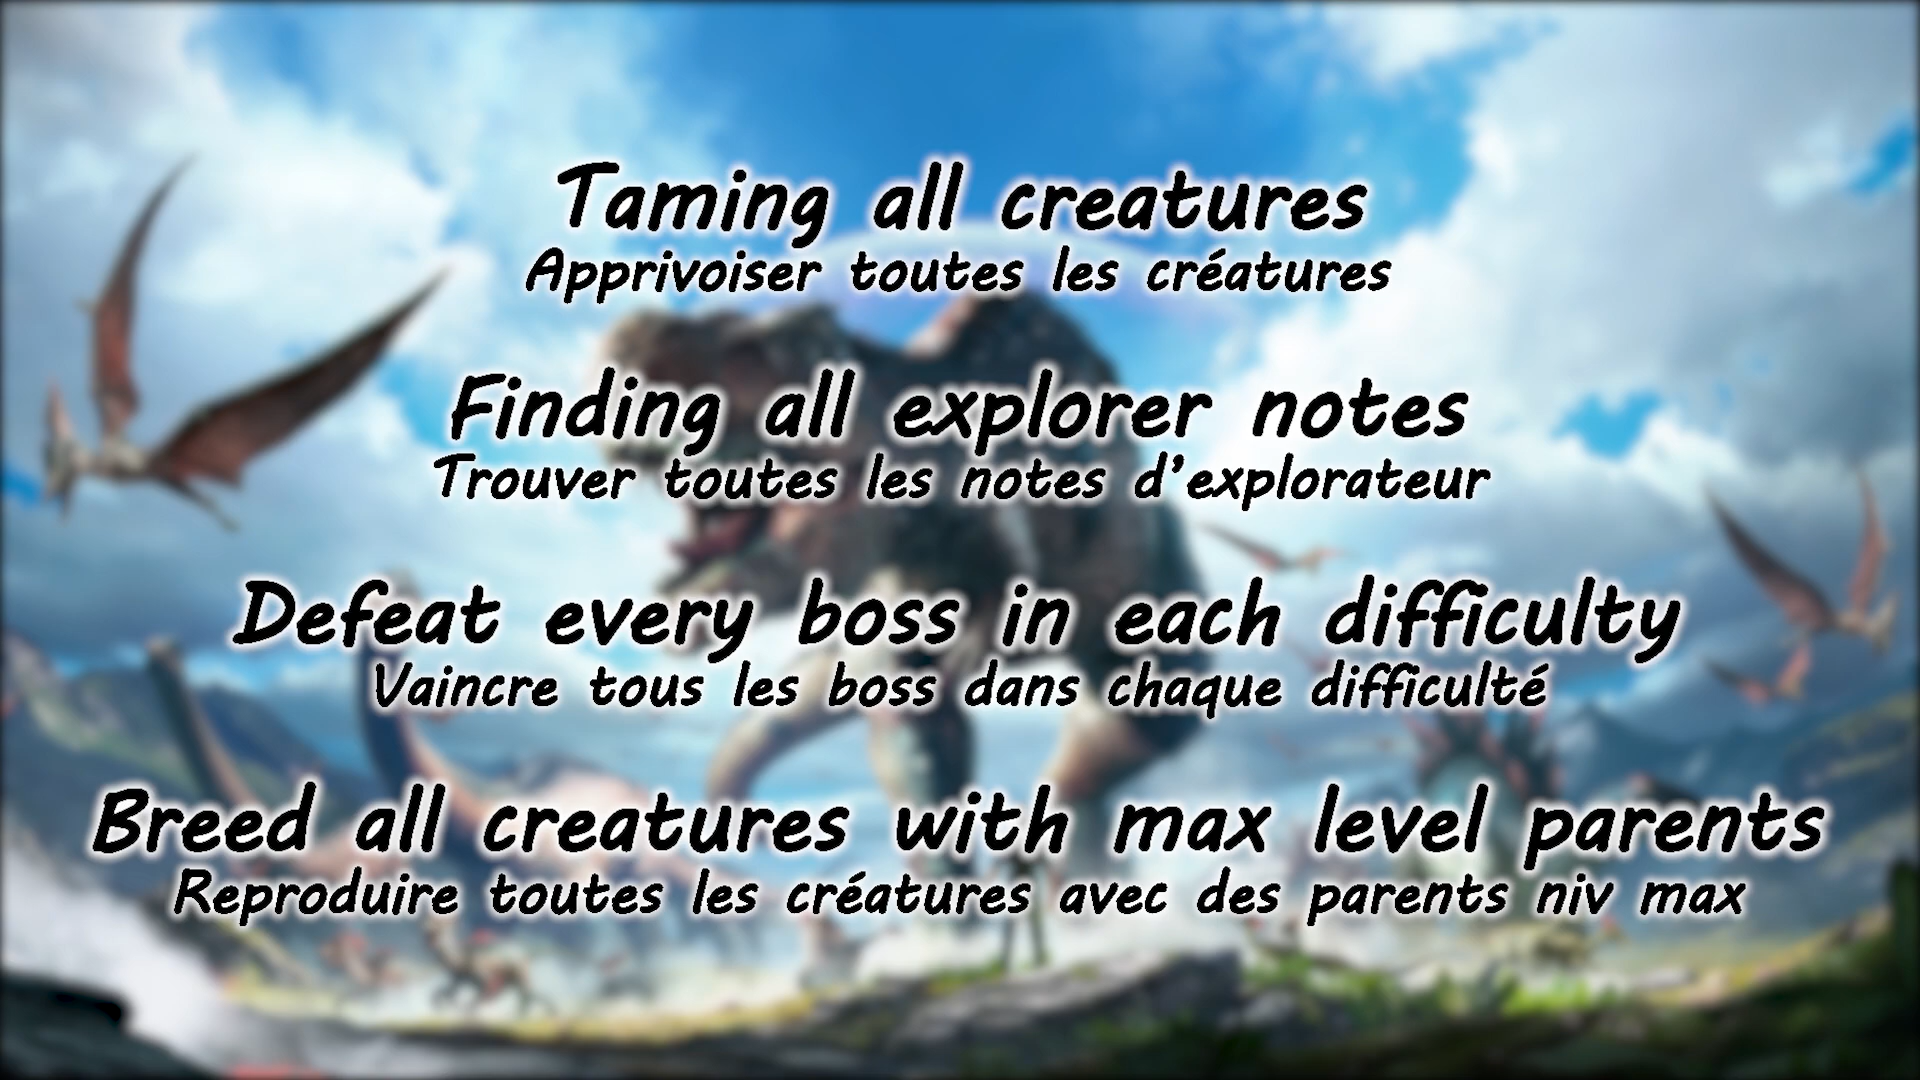 Taming all creatures
Apprivoiser toutes les créatures
Finding all explorer notes
Trouver toutes les notes d'explorateur
Defeat every boss in each difficulty
Vaincre tous les boss dans chaque difficulté
Breed all creatures with max level parents
Reproduire toutes les créatures avec des parents niv max